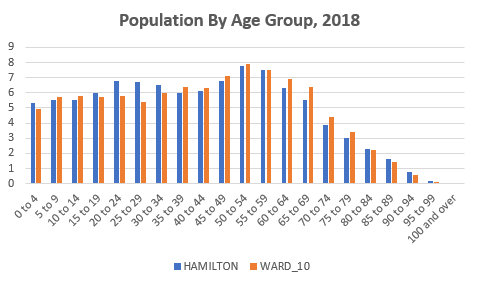 Population By Age Group, 2018
9
8
7
6
5
4
3
2
1
0
0 to 4
5 to 9
10 to 14
15 to 19
20 to 24
25 to 29
30 to 34
35 to 39
40 to 44
45 to 49
50 to 54
55 to 59
60 to 64
65 to 69
70 to 74
75 to 79
80 to 84
85 to 89
90 to 94
95 to 99
100 and over
HAMILTON WARD_10